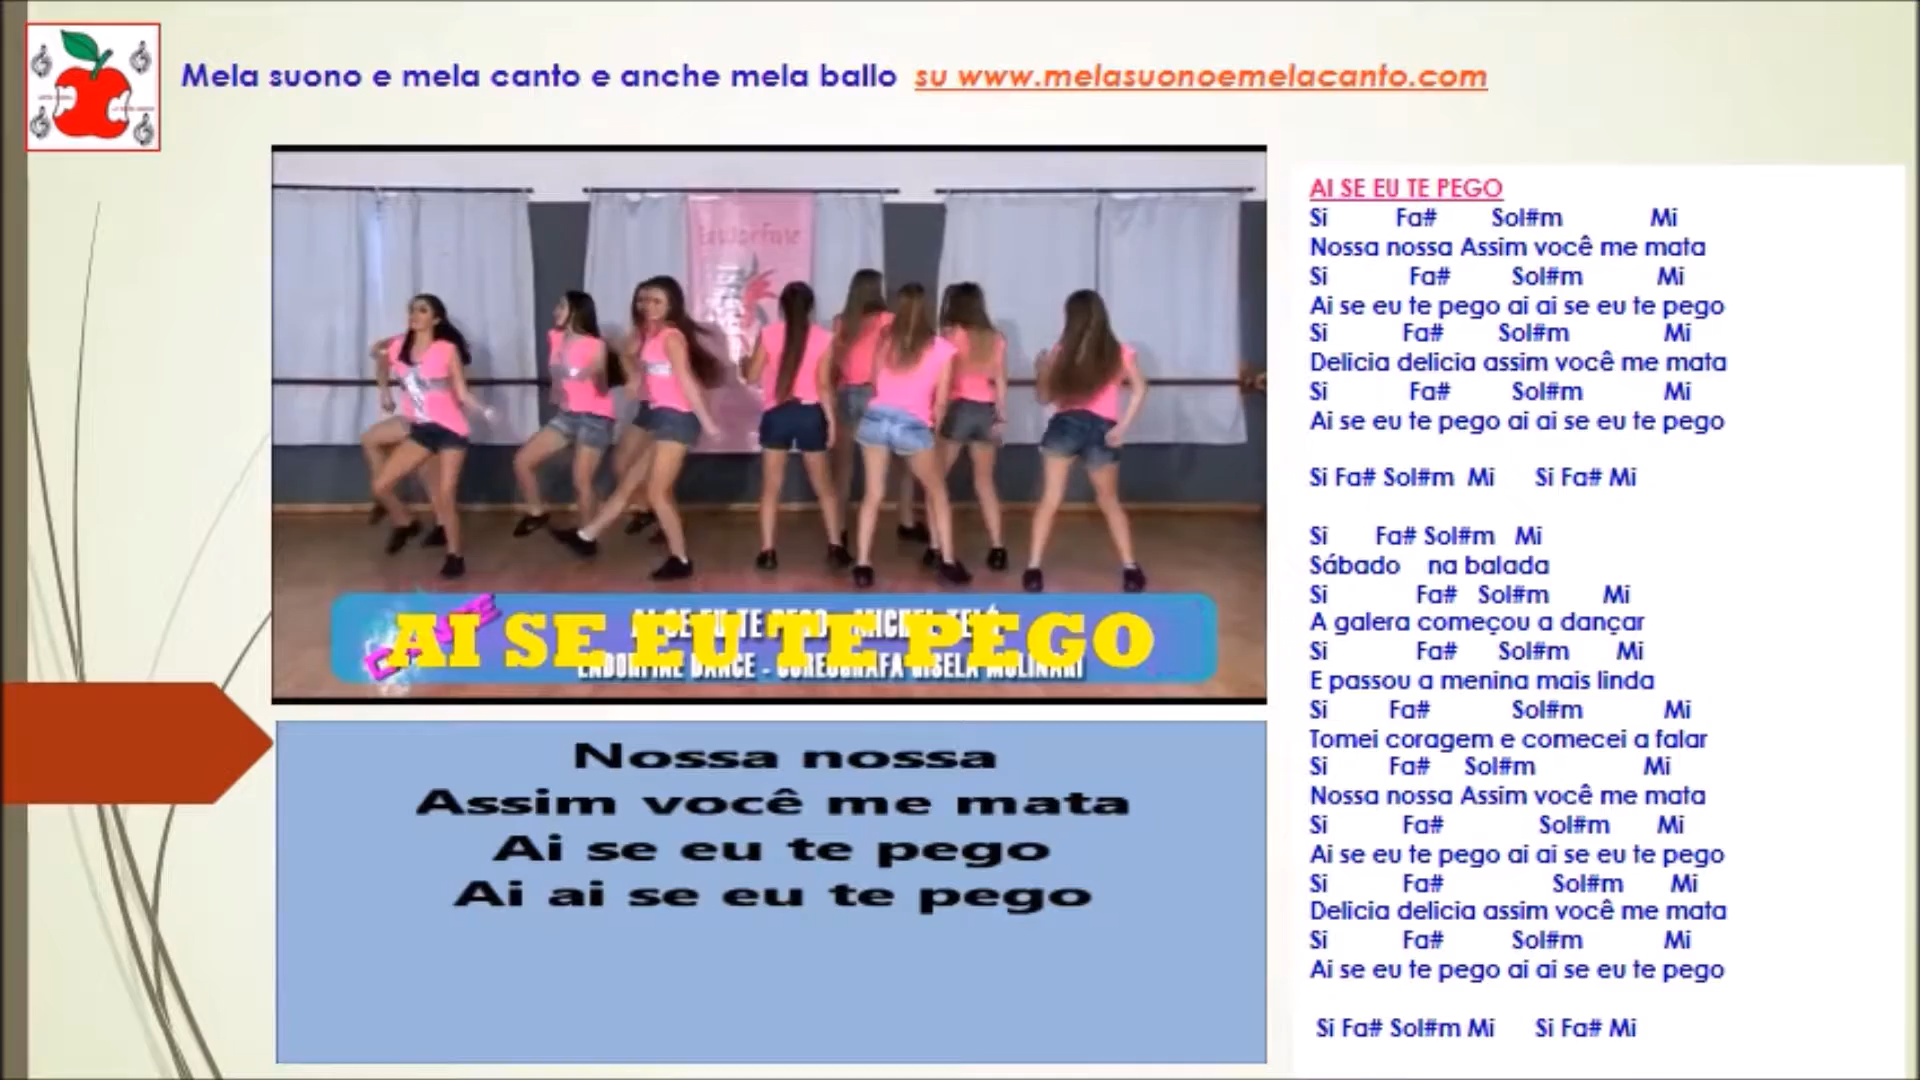 Mela suono e mela canto e anche mela ballo su www.melasuonoemelacanto.com
AI SE EU TE PEGO
ENDORFINE DANCE - COREOGRAFA GISELA MOLINARI
Nossa nossa
Assim você me mata
Ai se eu te pego
Ai ai se eu te pego
AI SE EU TE PEGO
Si Fa# Sol#m Mi
Nossa nossa Assim você me mata
Si Fa# Sol#m Mi
Ai se eu te pego ai ai se eu te pego
Si Fa# Sol#m Mi
Delicia delicia assim você me mata
Si Fa# Sol#m Mi
Ai se eu te pego ai ai se eu te pego
Si Fa# Sol#m Mi Si Fa# Mi
Si Fa# Sol#m Mi
Sábado na balada
Si Fa# Sol#m Mi
A galera começou a dançar
Si Fa# Sol#m Mi
E passou a menina mais linda
Si Fa# Sol#m Mi
Tomei coragem e comecei a falar
Si Fa# Sol#m Mi
Nossa nossa Assim você me mata
Si Fa# Sol#m Mi
Ai se eu te pego ai ai se eu te pego
Si Fa# Sol#m Mi
Delicia delicia assim você me mata
Si Fa# Sol#m Mi
Ai se eu te pego ai ai se eu te pego
Si Fa# Sol#m Mi Si Fa# Mi